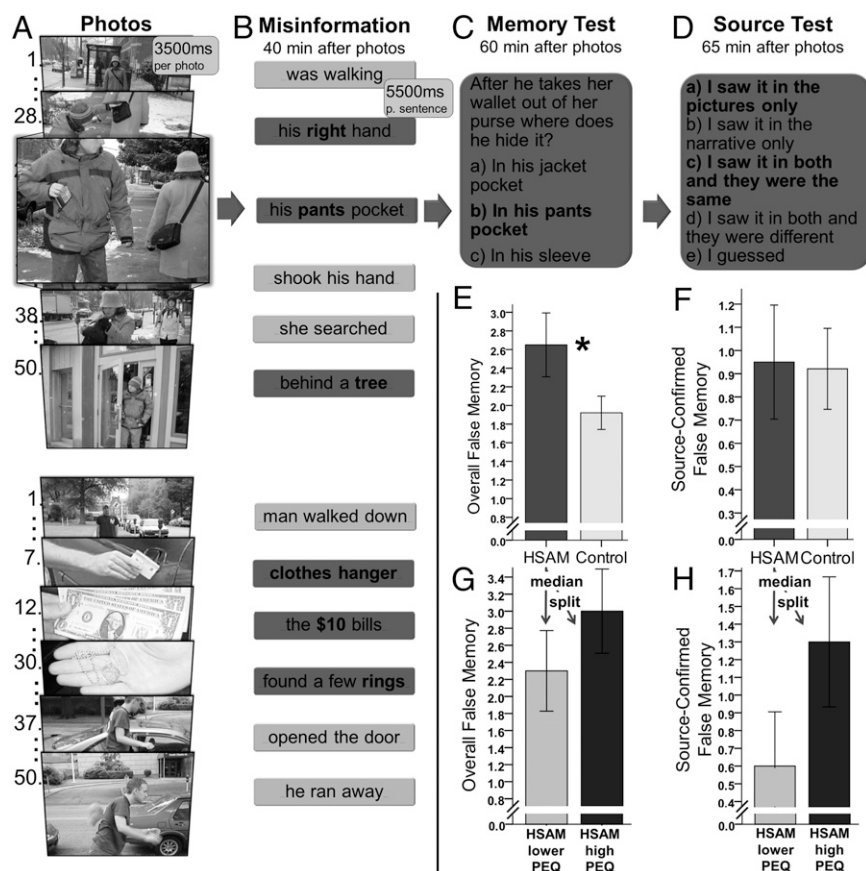 A
Photos
3500ms
per photo
1.
28.
38.
50.
1.
7.
12.
30.
37.
50.
B Misinformation
40 min after photos
was walking
5500ms
p. sentence
his right hand
his pants pocket
shook his hand
she searched
behind a tree
man walked down
clothes hanger
the $10 bills
found a few rings
opened the door
he ran away
C Memory Test
60 min after photos
After he takes her
wallet out of her
purse where does
he hide it?
a) In his jacket
pocket
b) In his pants
pocket
c) In his sleeve
D Source Test
65 min after photos
a) I saw it in the
pictures only
b) I saw it in the
narrative only
c) I saw it in both
and they were the
same
d) I saw it in both and
they were different
e) I guessed
E
Overall False Memory
3.0
2.8
2.6
2.4
2.2
2.0
1.8
1.6
1.4
1.2
1.0
0.8
0.0
*
HSAM Control
F
Source-Confirmed
False Memory
1.2
1.1
1.0
0.9
0.8
0.7
0.6
0.5
0.4
0.3
0.0
HSAM Control
G
Overall False Memory
3.4
3.2
3.0
2.8
2.6
2.4
2.2
2.0
1.8
1.6
1.4
1.2
1.0
0.8
0.0
median
split
HSAM
lower
PEQ
HSAM
high
PEQ
H
Source-Confirmed
False Memory
1.7
1.6
1.5
1.4
1.3
1.2
1.1
1.0
0.9
0.8
0.7
0.6
0.5
0.4
0.0
median
split
HSAM
lower
PEQ
HSAM
high
PEQ